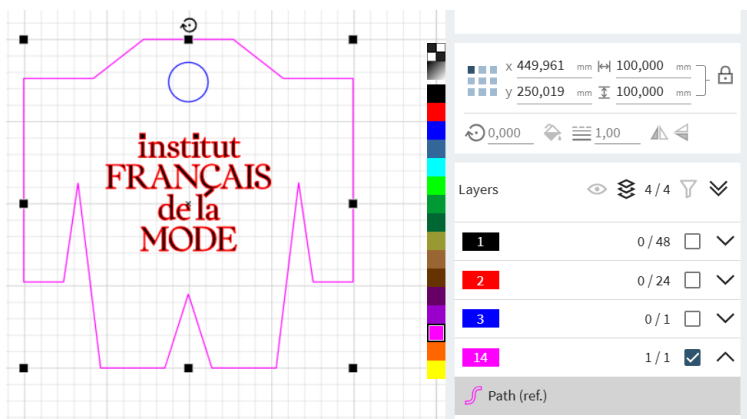 institut
FRANÇAIS
de la
MODE
x 449,961 mm 100,000 mm
y 250,019 mm 100,000 mm
0,000 1,00
Layers 4 / 4
1 0 / 48
2 0 / 24
3 0 / 1
14 1 / 1
Path (ref.)